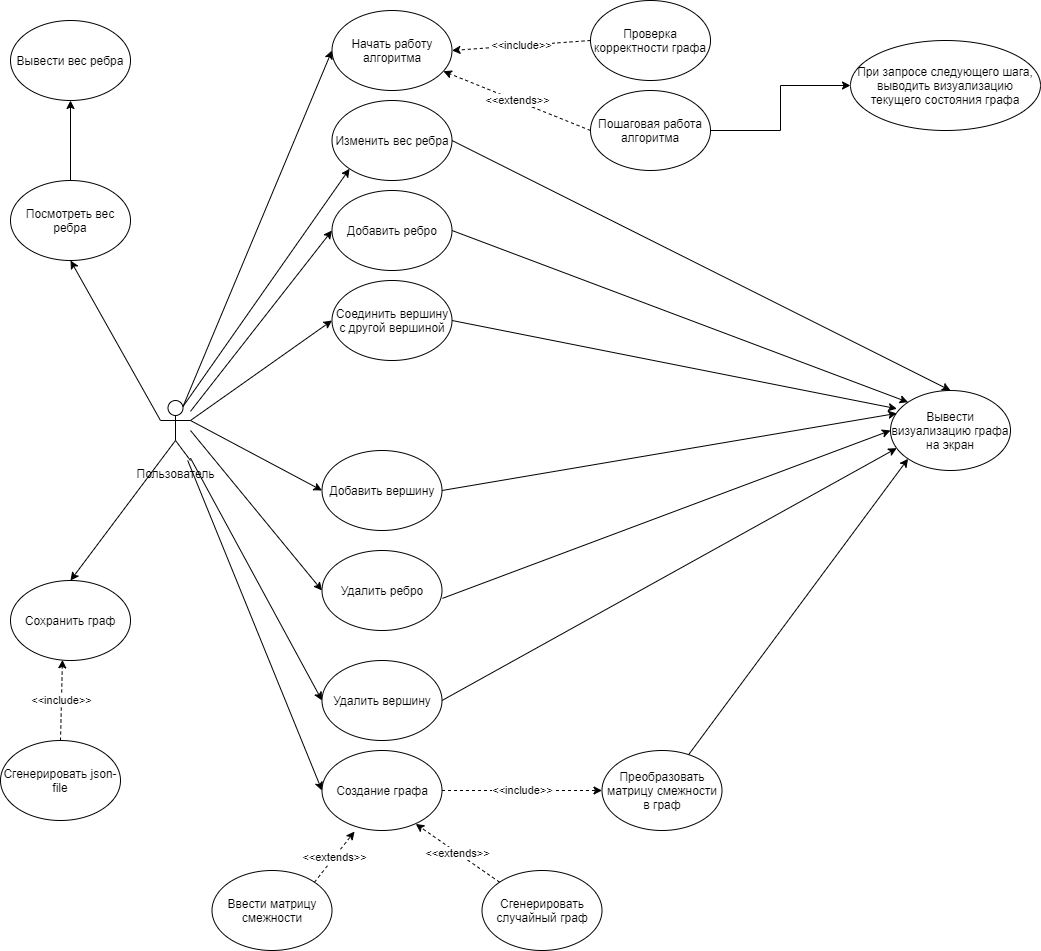 Вывести вес ребра
Посмотреть вес
ребра
Начать работу
алгоритма
<<include>>
Проверка
корректности графа
<<extends>>
Пошаговая работа
алгоритма
При запросе следующего шага,
выводить визуализацию
текущего состояния графа
Изменить вес ребра
Добавить ребро
Соединить вершину
с другой вершиной
Вывести
визуализацию графа
на экран
Пользователь
Добавить вершину
Удалить ребро
Удалить вершину
Сохранить граф
<<include>>
Сгенерировать json-
file
Создание графа
<<include>>
Преобразовать
матрицу смежности
в граф
<<extends>>
<<extends>>
Ввести матрицу
смежности
Сгенерировать
случайный граф